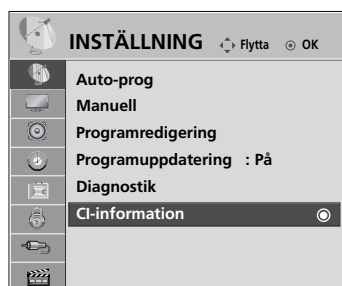 INSTÄLLNING Flytta OK
Auto-prog
Manuell
Programredigering
Programuppdatering : På
Diagnostik
CI-information